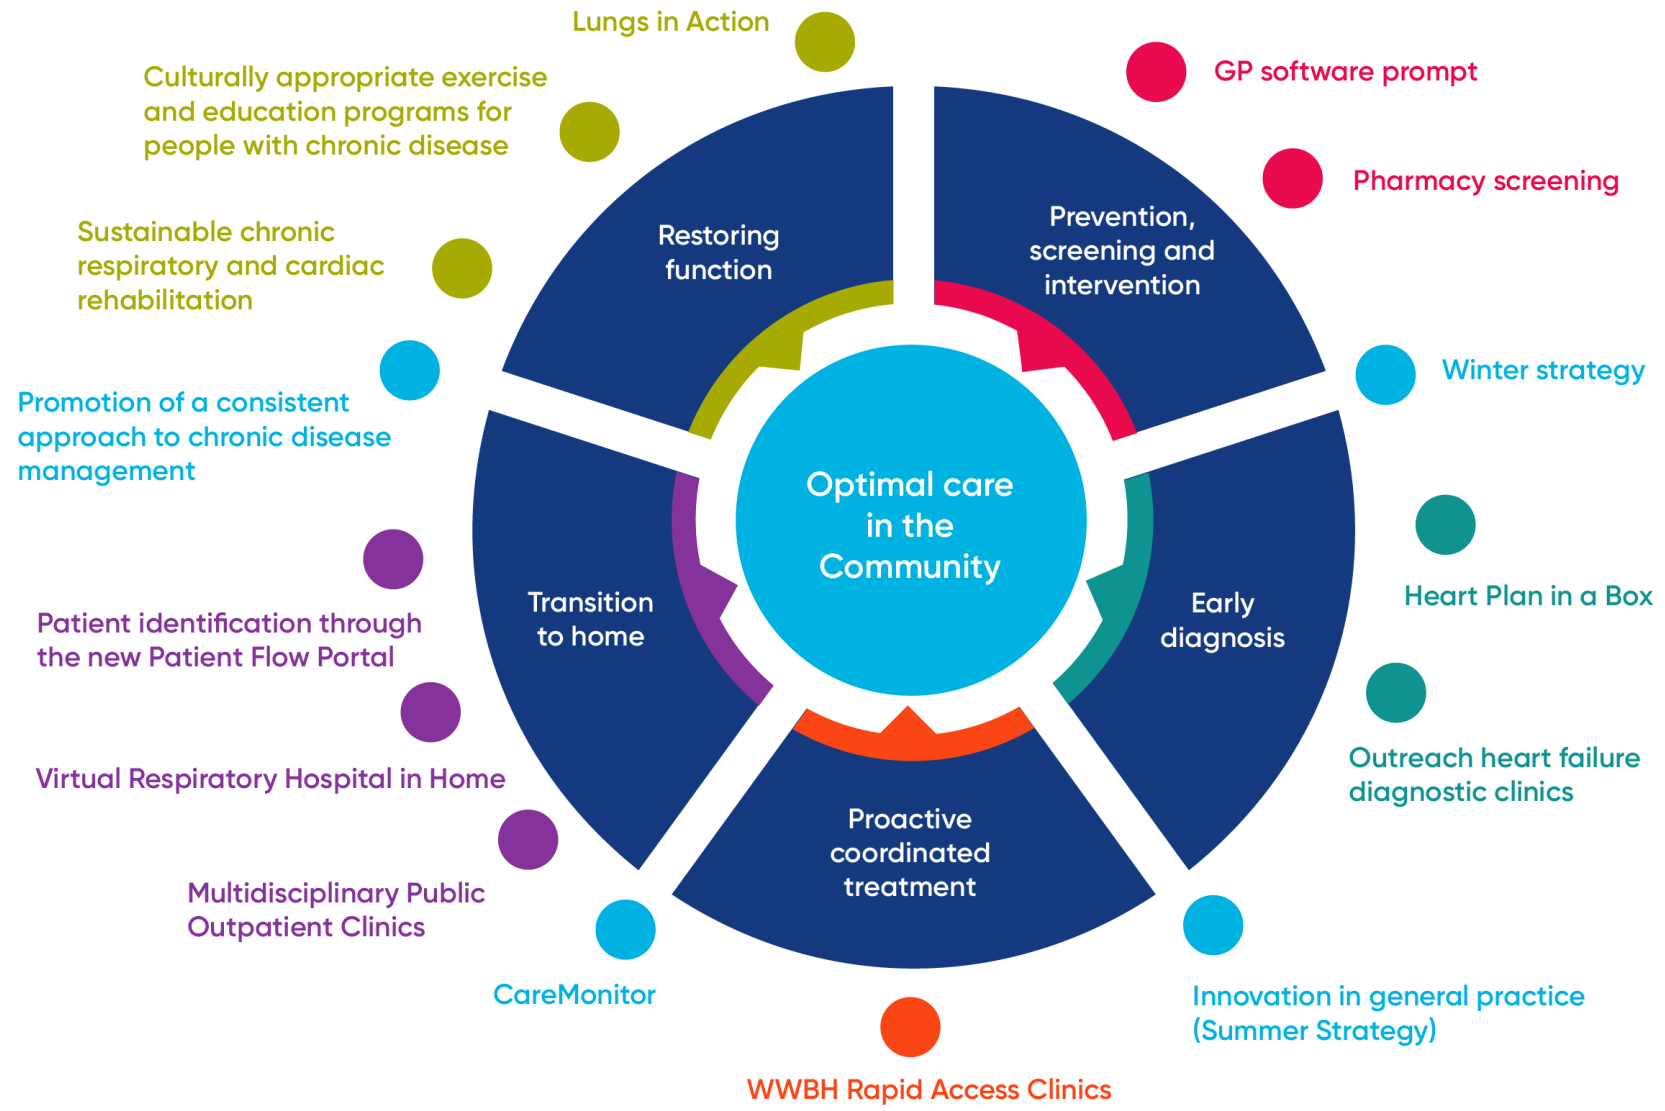 Lungs in Action
GP software prompt
Culturally appropriate exercise
and education programs for
people with chronic disease
Pharmacy screening
Sustainable chronic
respiratory and cardiac
rehabilitation
Restoring
function
Prevention,
screening and
intervention
Winter strategy
Promotion of a consistent
approach to chronic disease
management
Optimal care
in the
Community
Transition
to home
Early
diagnosis
Heart Plan in a Box
Patient identification through
the new Patient Flow Portal
Virtual Respiratory Hospital in Home
Outreach heart failure
diagnostic clinics
Proactive
coordinated
treatment
Multidisciplinary Public
Outpatient Clinics
CareMonitor
Innovation in general practice
(Summer Strategy)
WWBH Rapid Access Clinics